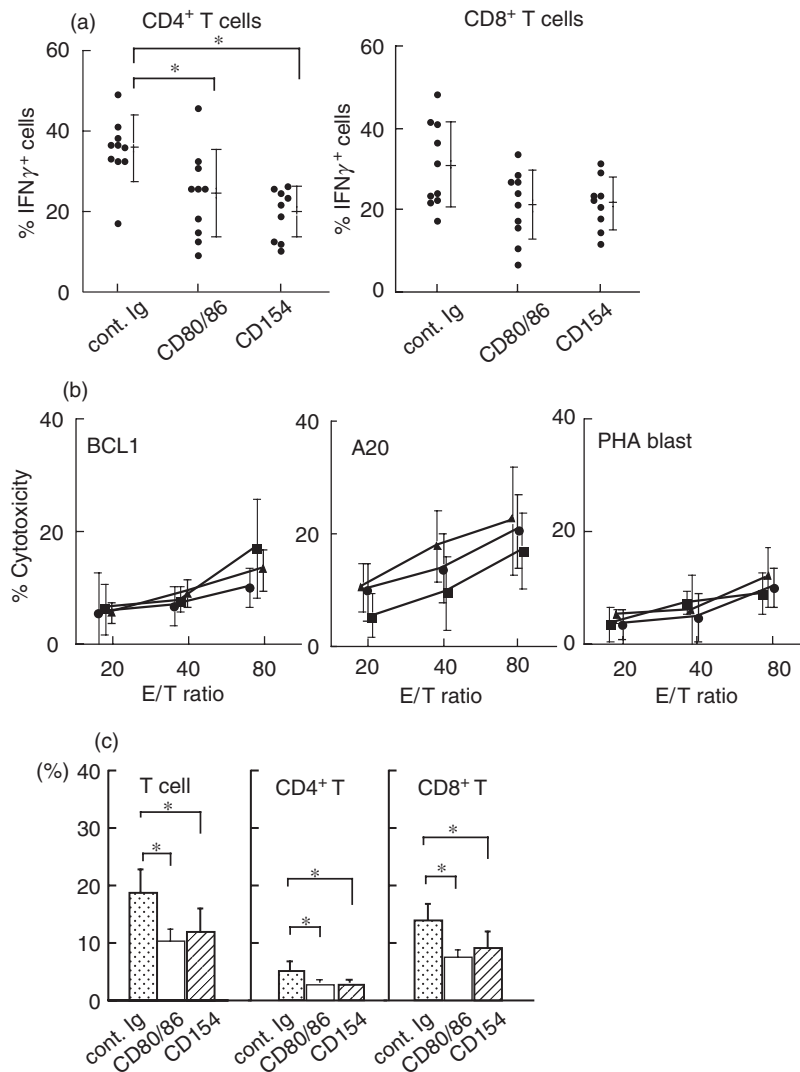 (a)
CD4⁺ T cells
CD8⁺ T cells
% IFNγ⁺ cells
60
40
20
0
*
*
cont. Ig
CD80/86
CD154
% IFNγ⁺ cells
60
40
20
0
cont. Ig
CD80/86
CD154
(b)
% Cytotoxicity
40
20
0
BCL1
20 40 80
E/T ratio
40
20
0
A20
20 40 80
E/T ratio
40
20
0
PHA blast
20 40 80
E/T ratio
(c)
(%)
40
30
20
10
0
T cell
*
*
cont. Ig
CD80/86
CD154
CD4⁺ T
*
*
cont. Ig
CD80/86
CD154
CD8⁺ T
*
*
cont. Ig
CD80/86
CD154